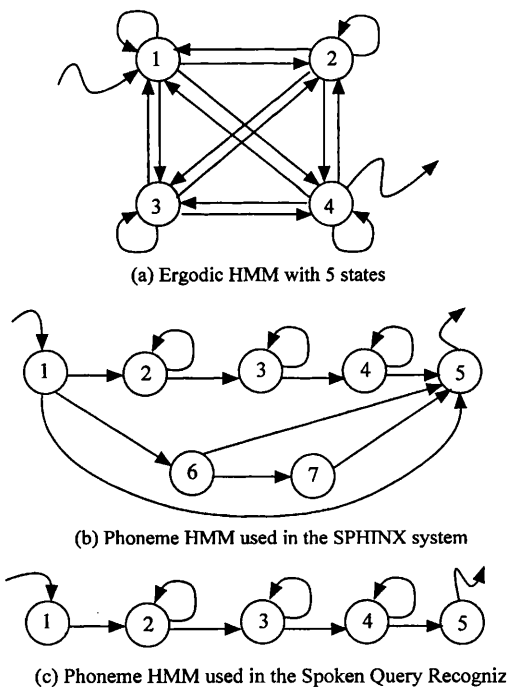 1 2
3 4
(a) Ergodic HMM with 5 states
1 2 3 4 5
6 7
(b) Phoneme HMM used in the SPHINX system
1 2 3 4 5
(c) Phoneme HMM used in the Spoken Query Recogniz